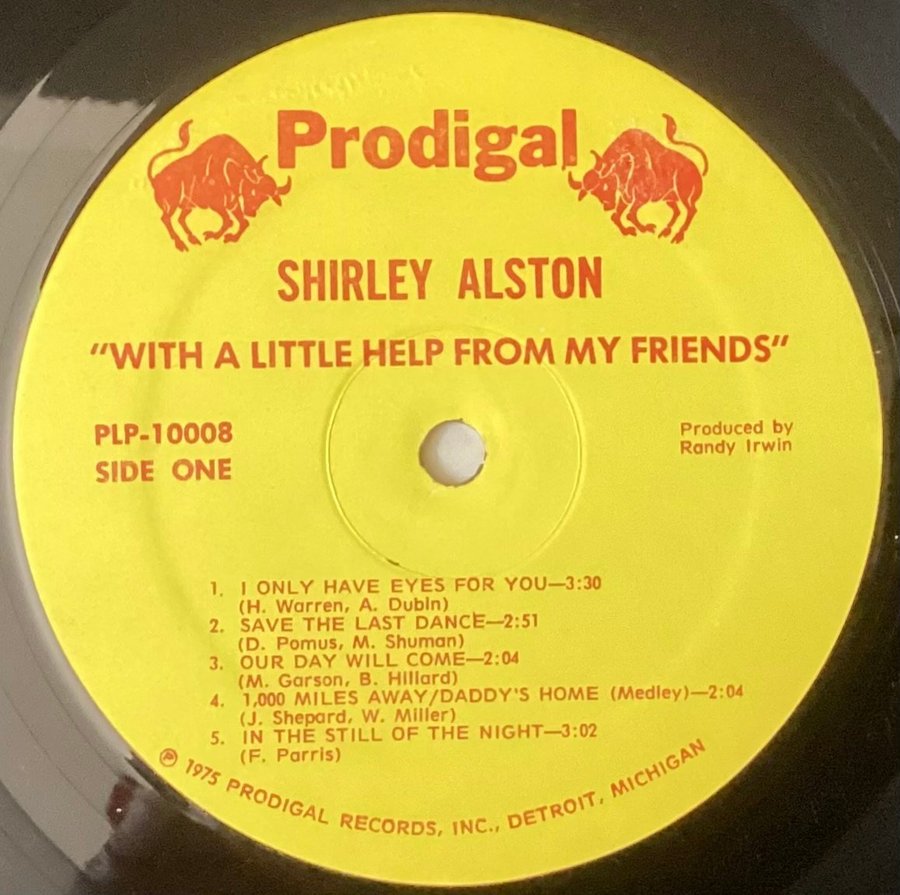 Prodigal
SHIRLEY ALSTON
"WITH A LITTLE HELP FROM MY FRIENDS"
PLP-10008
SIDE ONE
Produced by
Randy Irwin
1. I ONLY HAVE EYES FOR YOU—3:30
(H. Warren, A. Dubin)
2. SAVE THE LAST DANCE—2:51
(D. Pomus, M. Shuman)
3. OUR DAY WILL COME—2:04
(M. Garson, B. Hillard)
4. 1,000 MILES AWAY/DADDY'S HOME (Medley)—2:04
(J. Shepard, W. Miller)
5. IN THE STILL OF THE NIGHT—3:02
(F. Parris)
℗ 1975 PRODIGAL RECORDS, INC., DETROIT, MICHIGAN